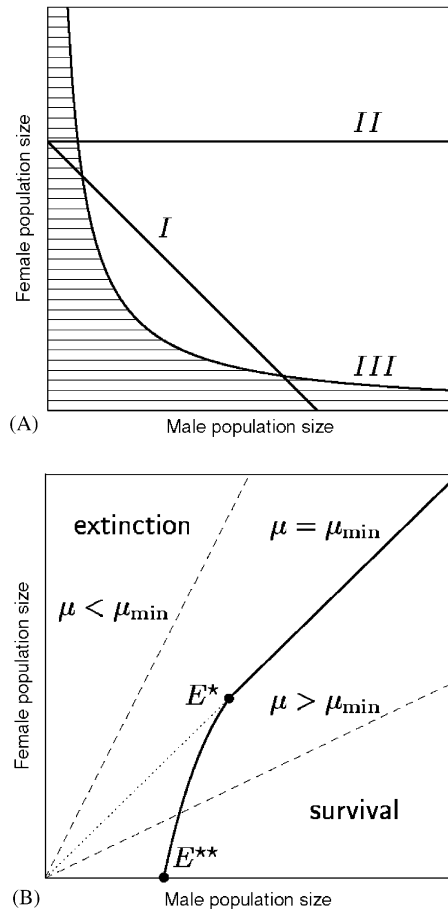 Female population size
II
I
III
(A)
Male population size
extinction
μ = μmin
μ < μmin
Female population size
E⋆
μ > μmin
survival
E⋆⋆
(B)
Male population size